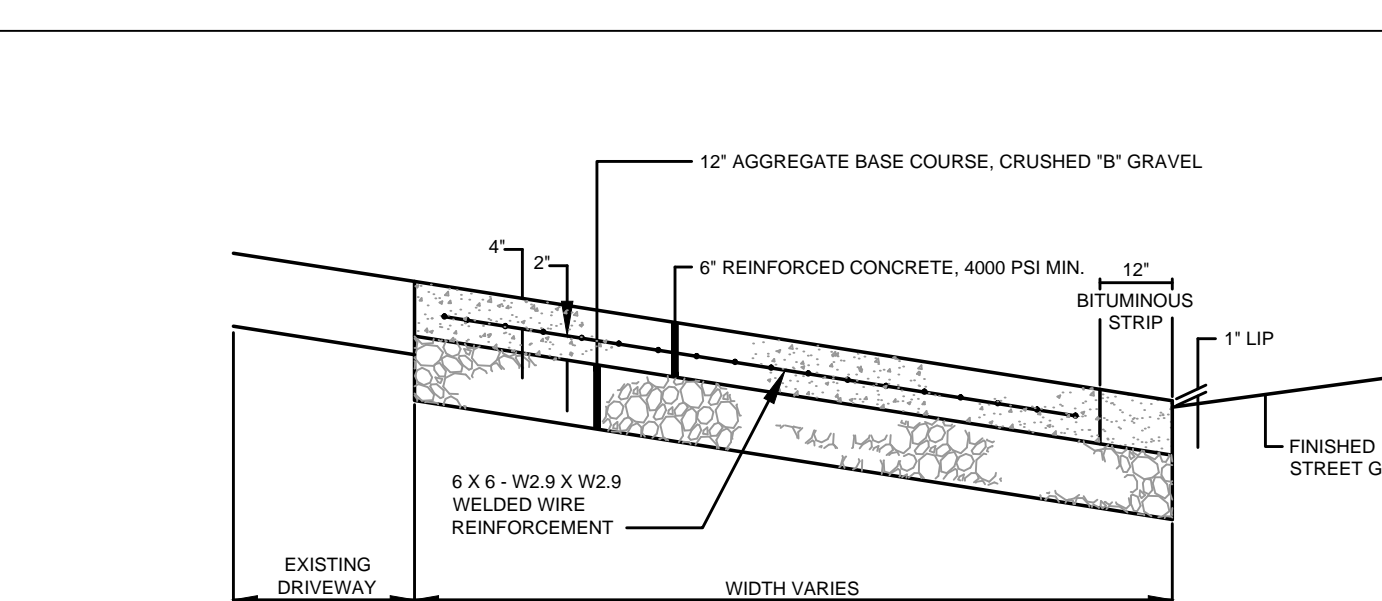 12" AGGREGATE BASE COURSE, CRUSHED "B" GRAVEL
4"
2"
6" REINFORCED CONCRETE, 4000 PSI MIN.
12"
BITUMINOUS
STRIP
1" LIP
FINISHED
STREET G
6 X 6 - W2.9 X W2.9
WELDED WIRE
REINFORCEMENT
EXISTING
DRIVEWAY
WIDTH VARIES